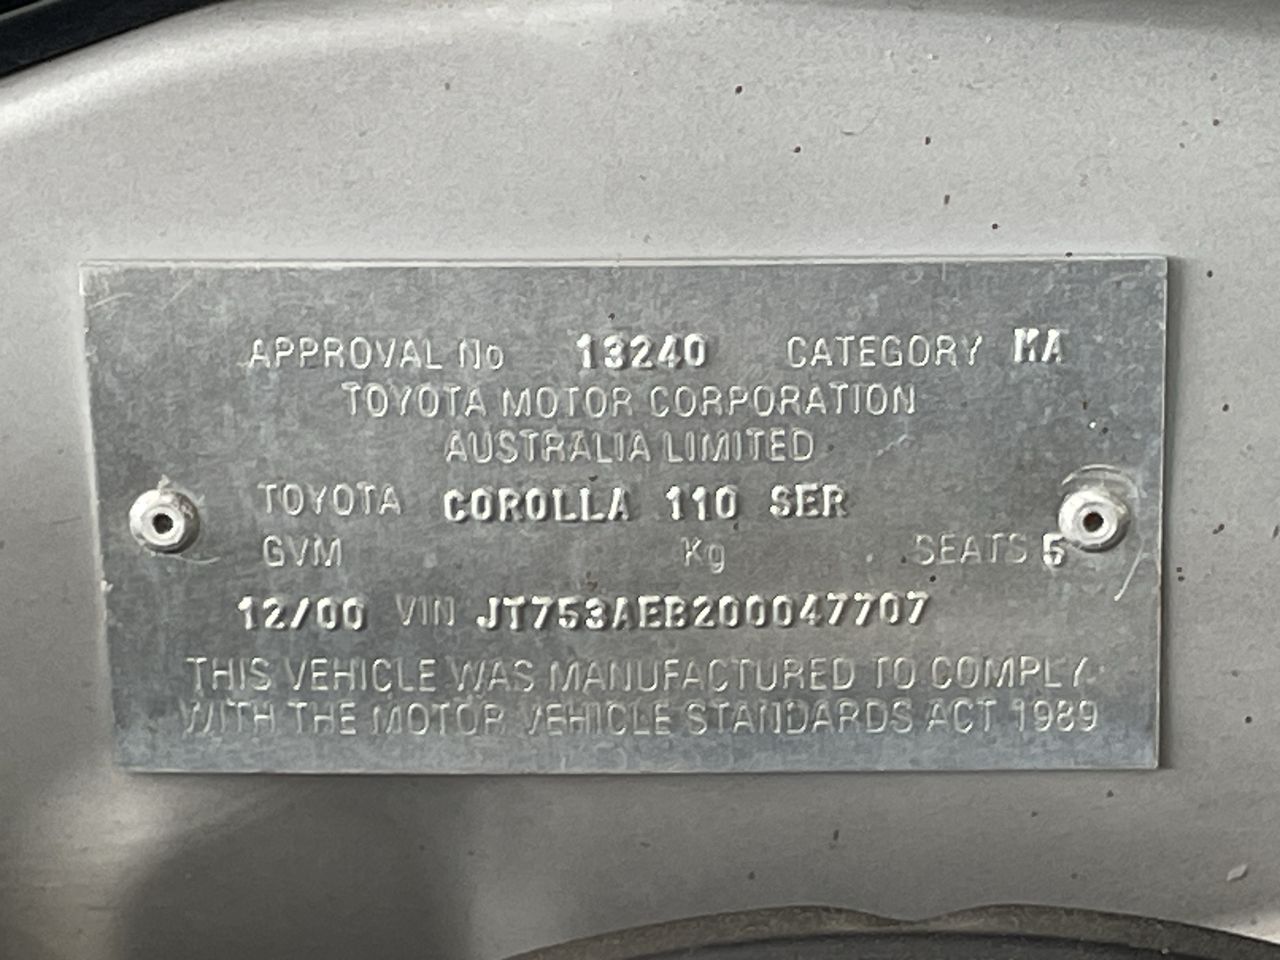 APPROVAL No 13240 CATEGORY MA
TOYOTA MOTOR CORPORATION
AUSTRALIA LIMITED
TOYOTA COROLLA 110 SER
GVM Kg SEATS 5
12/00 VIN JT753AEB200047707
THIS VEHICLE WAS MANUFACTURED TO COMPLY
WITH THE MOTOR VEHICLE STANDARDS ACT 1989